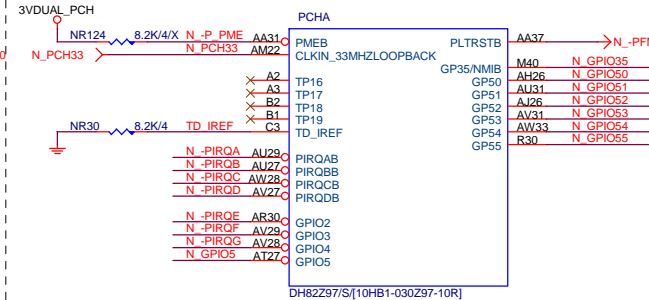 3VDUAL_PCH
PCHA
NR124 8.2K/4/X N_-P_PME AA31 PMEB PLTRSTB AA37 N_-PF
N_PCH33 N_PCH33 AM22 CLKIN_33MHZLOOPBACK
GP35/NMIB M40 N_GPIO35
A2 TP16 GP50 AH26 N_GPIO50
A3 TP17 GP51 AU31 N_GPIO51
B2 TP18 GP52 AJ26 N_GPIO52
B1 TP19 GP53 AV31 N_GPIO53
NR30 8.2K/4 TD_IREF C3 TD_IREF GP54 AW33 N_GPIO54
GP55 R30 N_GPIO55
N_-PIRQA AU29 PIRQAB
N_-PIRQB AU27 PIRQBB
N_-PIRQC AW28 PIRQCB
N_-PIRQD AV27 PIRQDB
N_-PIRQE AR30 GPIO2
N_-PIRQF AV29 GPIO3
N_-PIRQG AV28 GPIO4
N_GPIO5 AT27 GPIO5
DH82Z97/S/[10HB1-030Z97-10R]